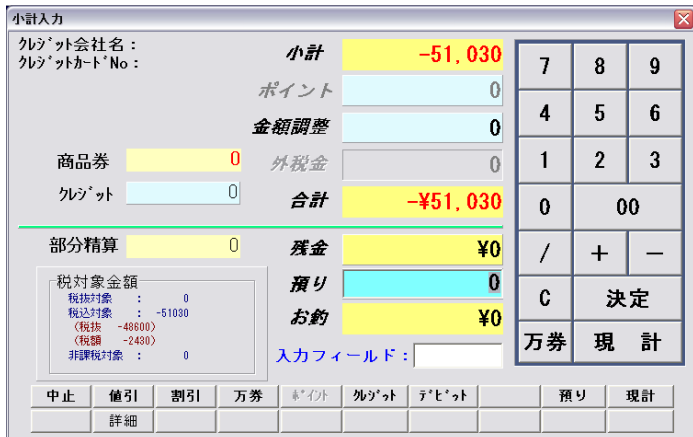 小計入力
ｸﾚｼﾞｯﾄ会社名：
ｸﾚｼﾞｯﾄｶｰﾄﾞNo：
小計 -51,030
ポイント 0
金額調整 0
商品券 0
外税金 0
ｸﾚｼﾞｯﾄ 0
合計 -¥51,030
部分精算 0
残金 ¥0
預り 0
お釣 ¥0
入力フィールド：
税対象金額
税抜対象 ： 0
税込対象 ： -51030
(税抜 -48600)
(税額 -2430)
非課税対象 ： 0
7 8 9
4 5 6
1 2 3
0 00
/ + －
C 決定
万券 現 計
中止 値引 割引 万券 ﾎﾟｲﾝﾄ ｸﾚｼﾞｯﾄ ﾃﾞﾋﾞｯﾄ 預り 現計
詳細